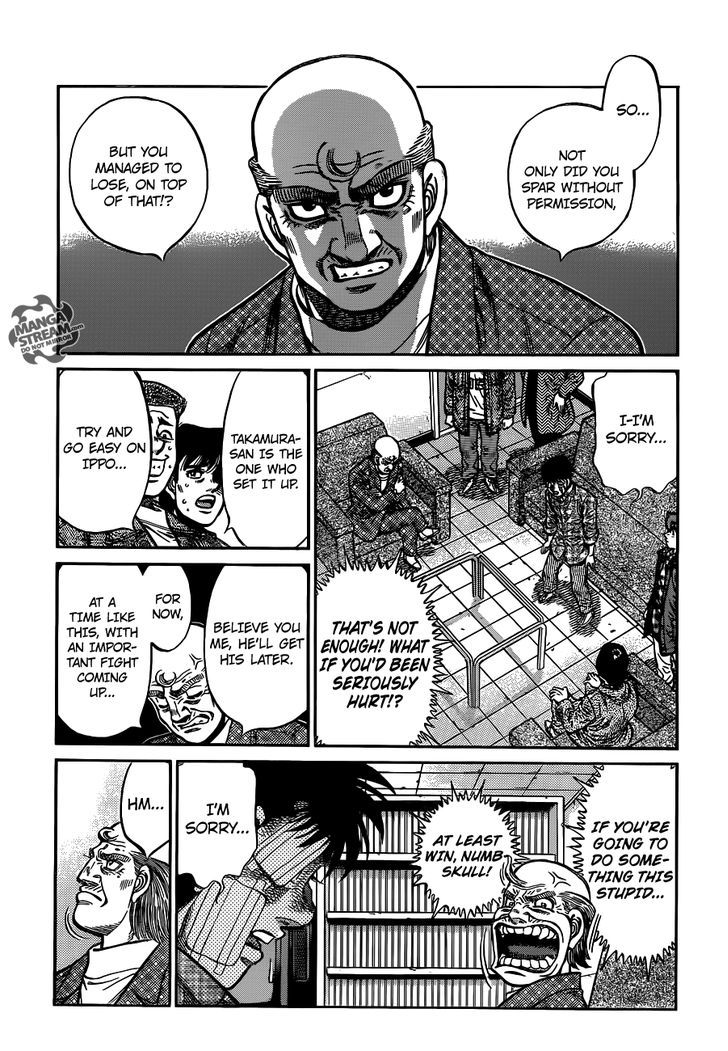 SO...
NOT
ONLY DID YOU
SPAR WITHOUT
PERMISSION,
BUT YOU
MANAGED TO
LOSE, ON TOP
OF THAT!?
MANGA
STREAM.com
DO NOT MIRROR
I-I'M
SORRY...
THAT'S NOT
ENOUGH! WHAT
IF YOU'D BEEN
SERIOUSLY
HURT!?
TAKAMURA-
SAN IS THE
ONE WHO
SET IT UP.
TRY AND
GO EASY ON
IPPO...
BELIEVE YOU
ME, HE'LL GET
HIS LATER.
FOR
NOW,
AT A
TIME LIKE
THIS, WITH
AN IMPOR-
TANT FIGHT
COMING
UP...
IF YOU'RE
GOING TO
DO SOME-
THING THIS
STUPID...
AT LEAST
WIN, NUMB-
SKULL!
I'M
SORRY...
HM...